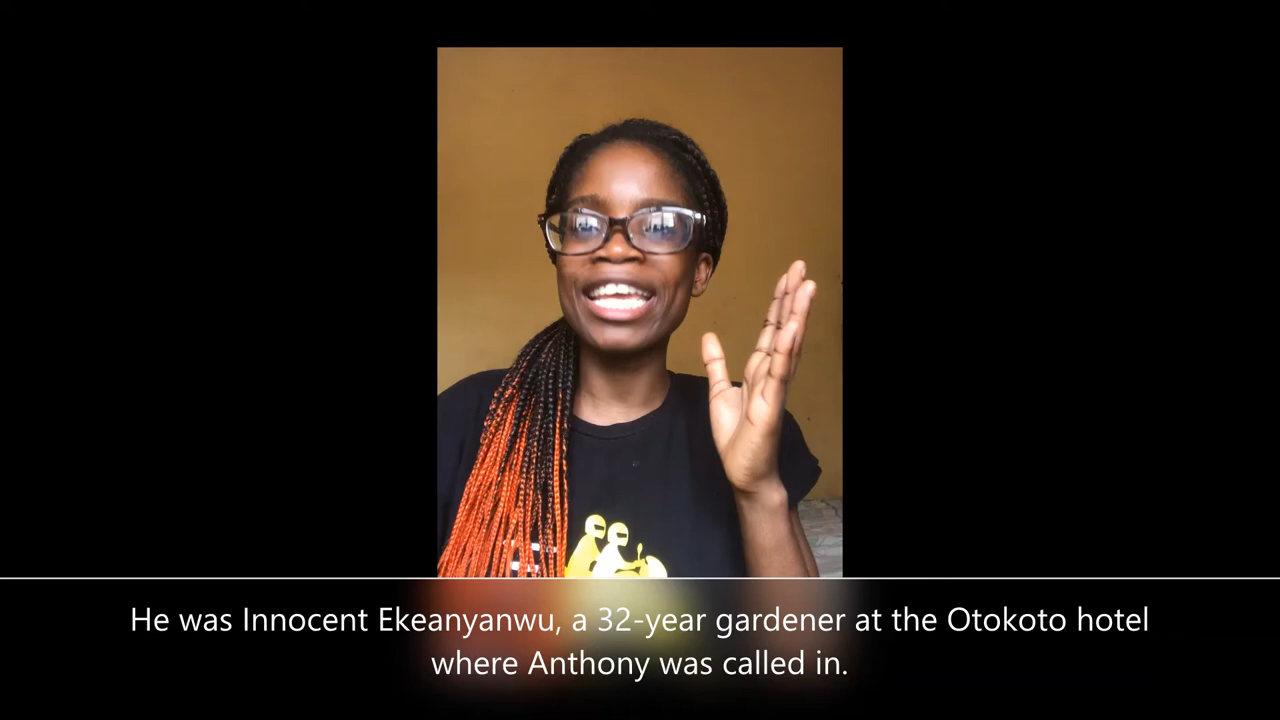 He was Innocent Ekeanyanwu, a 32-year gardener at the Otokoto hotel
where Anthony was called in.